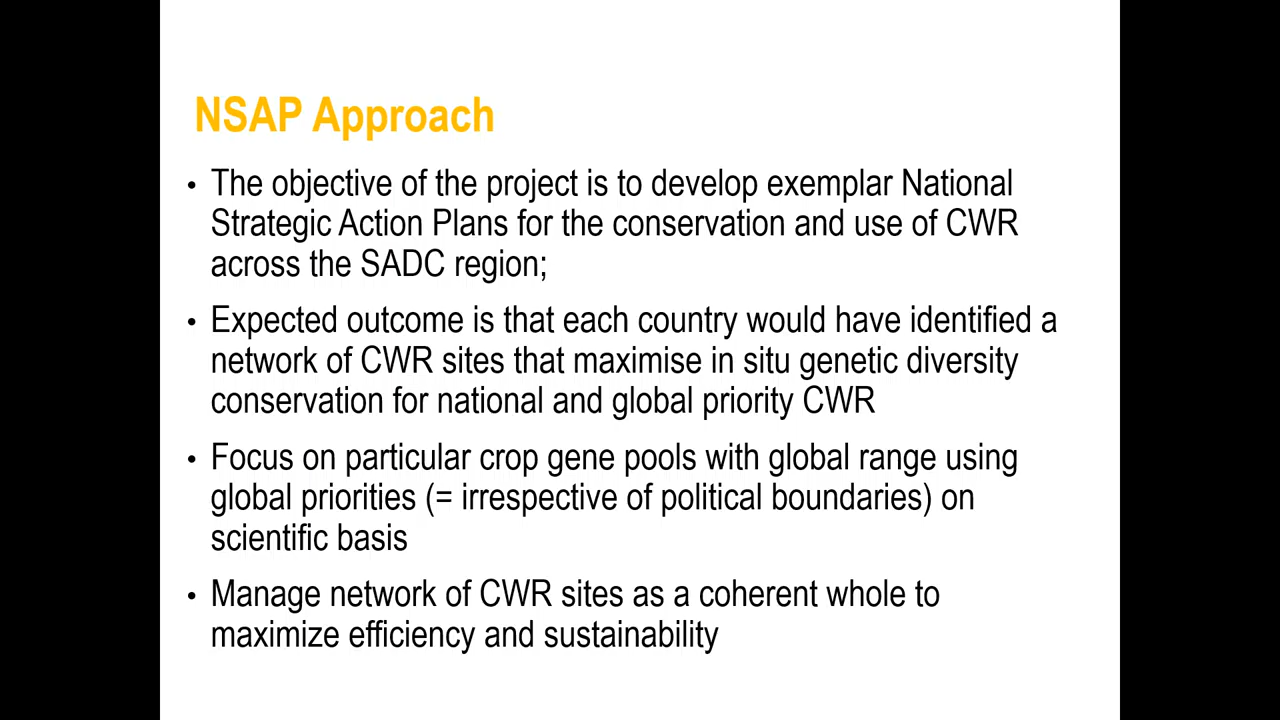 NSAP Approach
• The objective of the project is to develop exemplar National
Strategic Action Plans for the conservation and use of CWR
across the SADC region;
• Expected outcome is that each country would have identified a
network of CWR sites that maximise in situ genetic diversity
conservation for national and global priority CWR
• Focus on particular crop gene pools with global range using
global priorities (= irrespective of political boundaries) on
scientific basis
• Manage network of CWR sites as a coherent whole to
maximize efficiency and sustainability